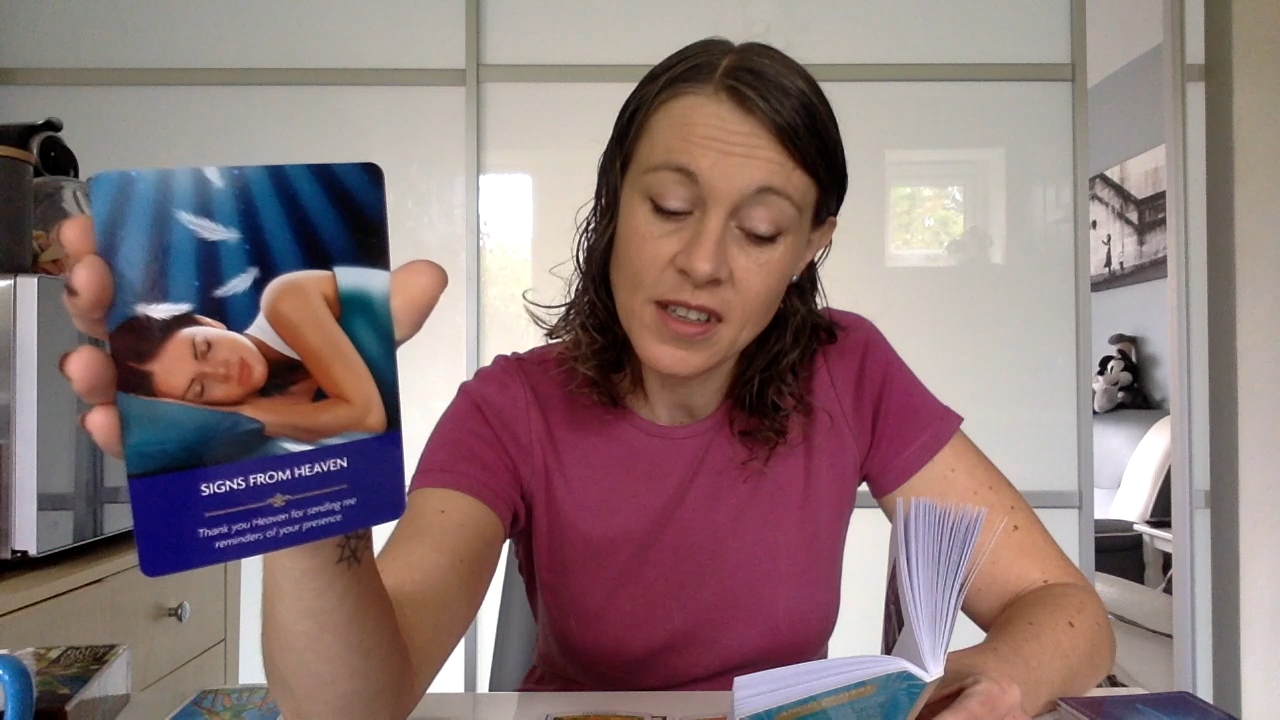 SIGNS FROM HEAVEN
Thank you Heaven for sending me
reminders of your presence